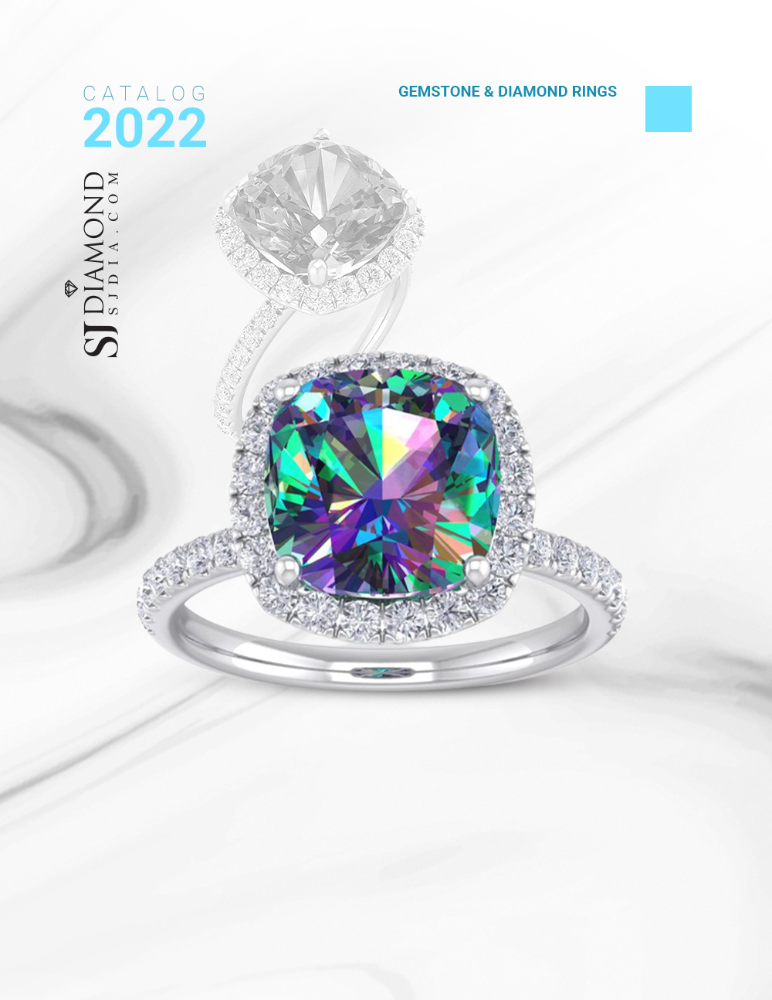 CATALOG
2022
GEMSTONE & DIAMOND RINGS
SJ DIAMOND
SJDIA.COM